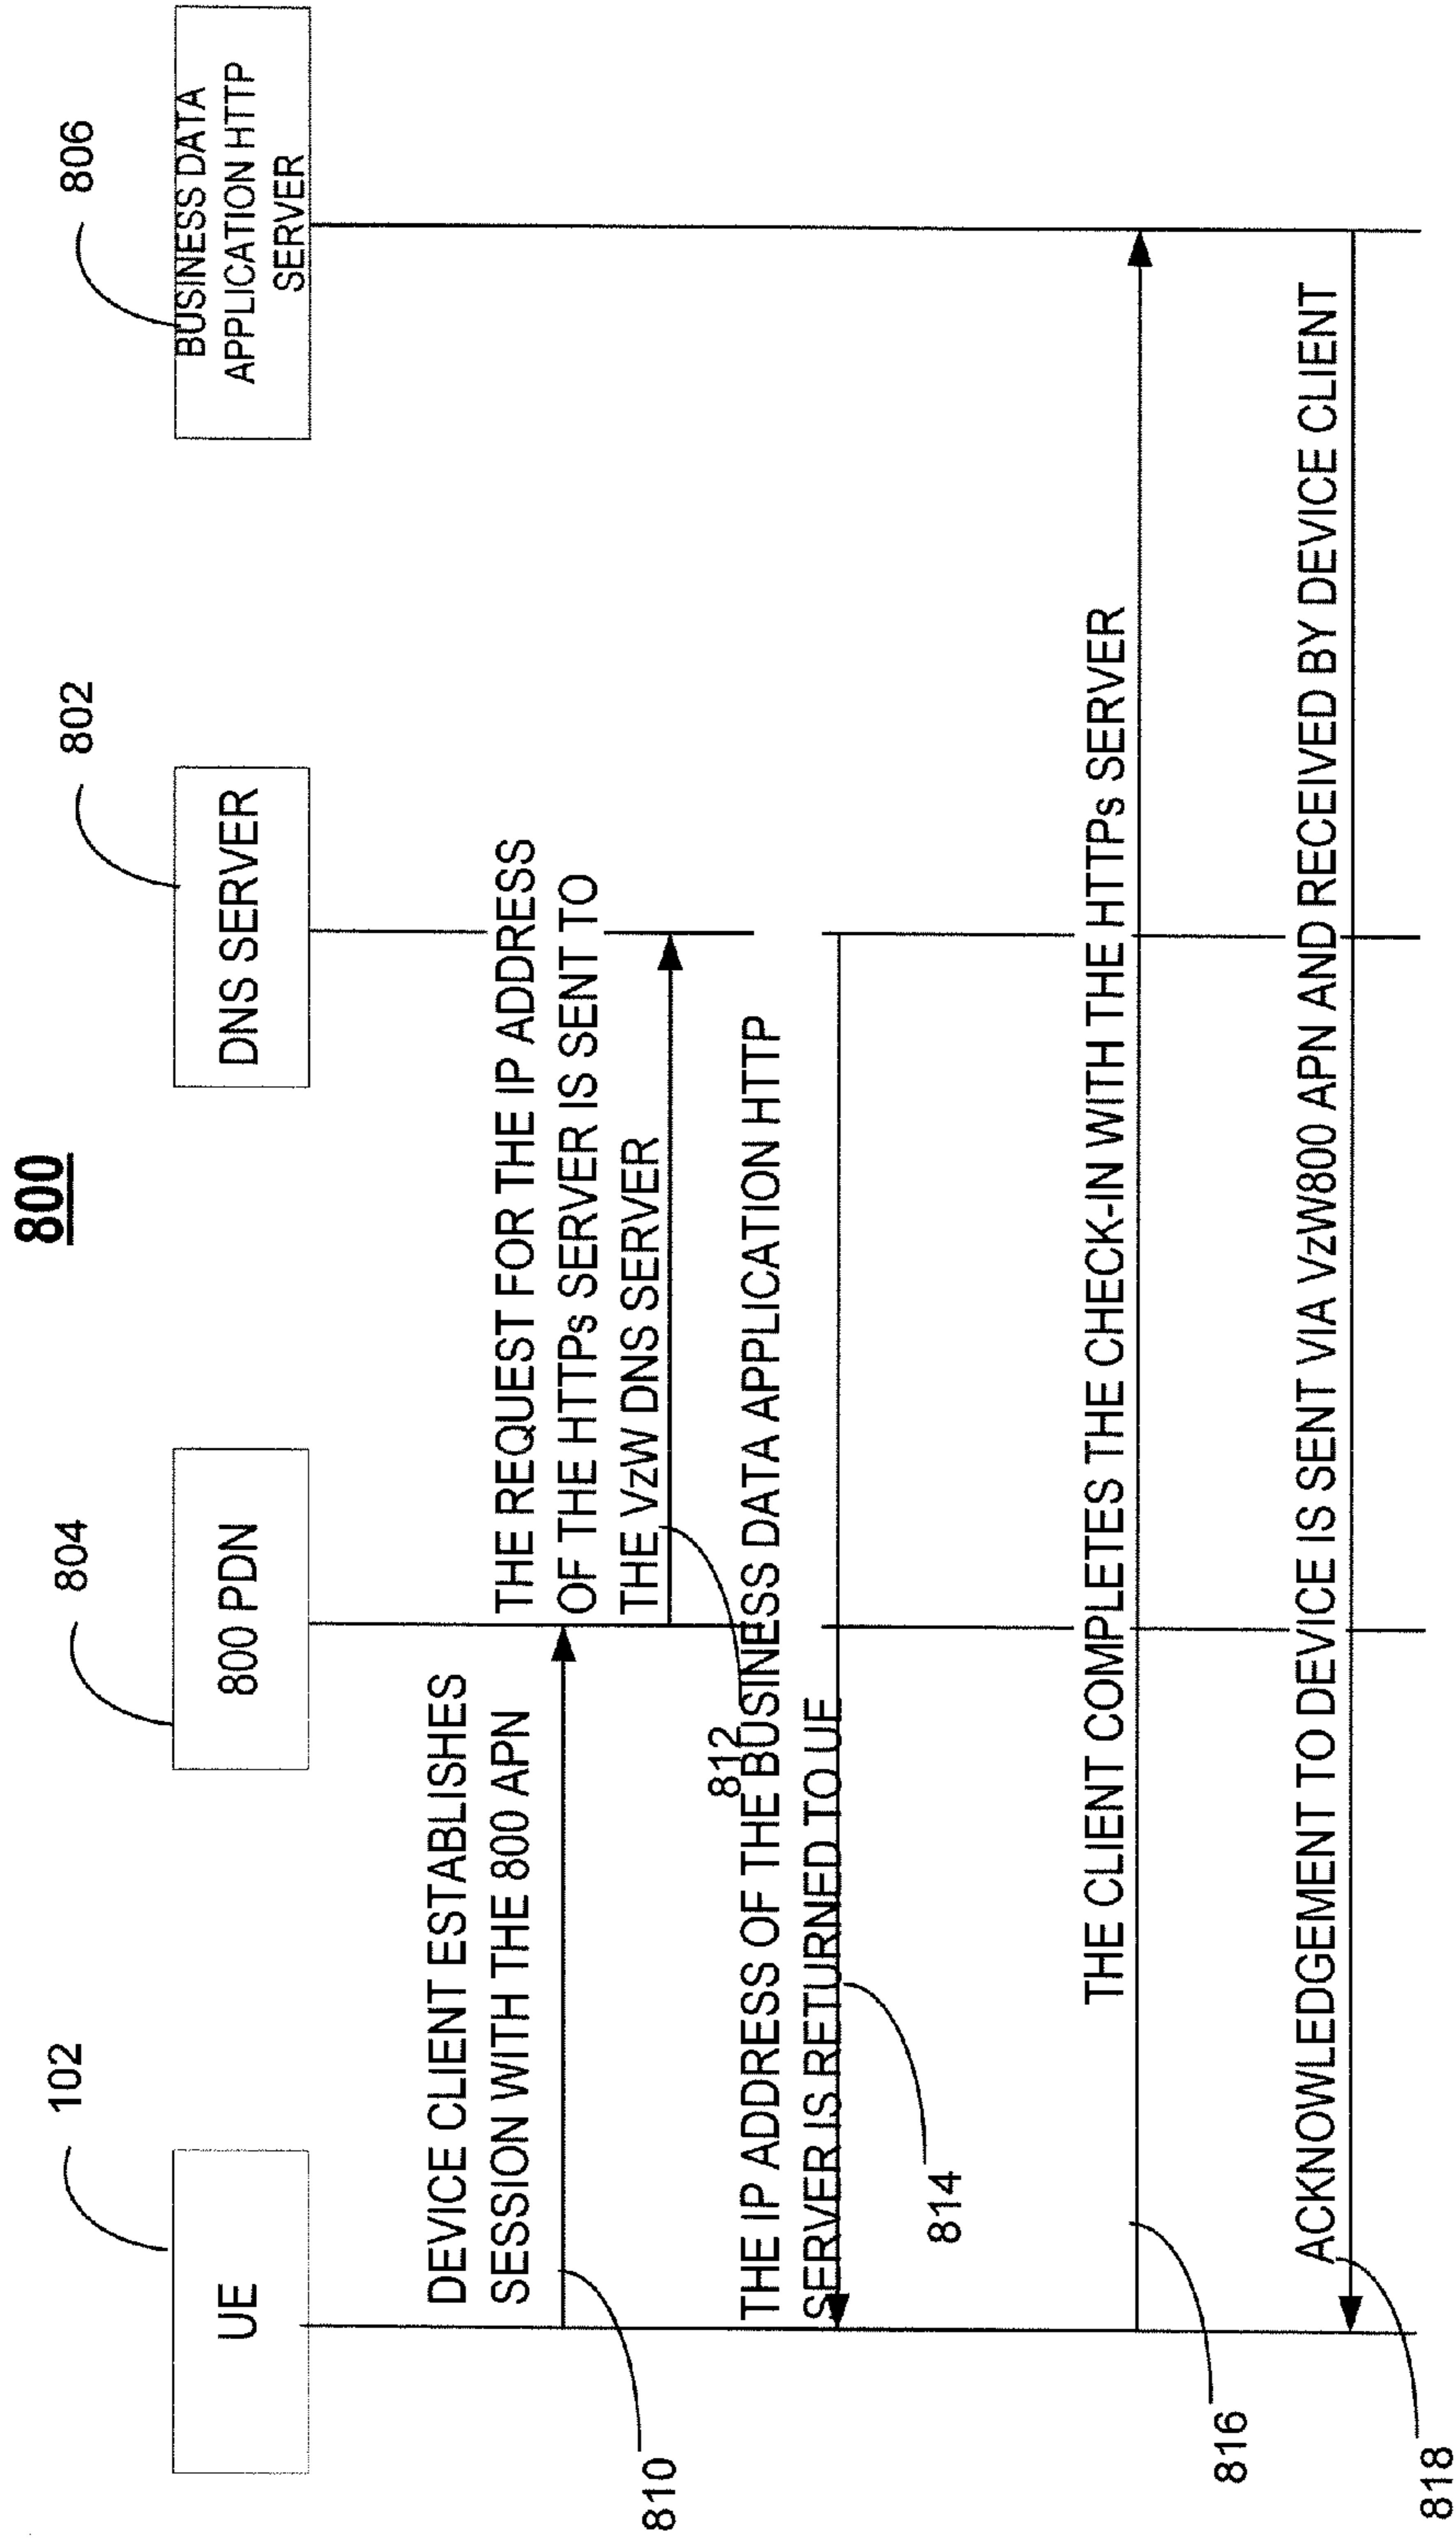 800
102
804
802
806
UE
800 PDN
DNS SERVER
BUSINESS DATA
APPLICATION HTTP
SERVER
DEVICE CLIENT ESTABLISHES
SESSION WITH THE 800 APN
810
THE REQUEST FOR THE IP ADDRESS
OF THE HTTPs SERVER IS SENT TO
THE VzW DNS SERVER
812
THE IP ADDRESS OF THE BUSINESS DATA APPLICATION HTTP
SERVER IS RETURNED TO UE
814
THE CLIENT COMPLETES THE CHECK-IN WITH THE HTTPs SERVER
816
ACKNOWLEDGEMENT TO DEVICE IS SENT VIA VzW800 APN AND RECEIVED BY DEVICE CLIENT
818